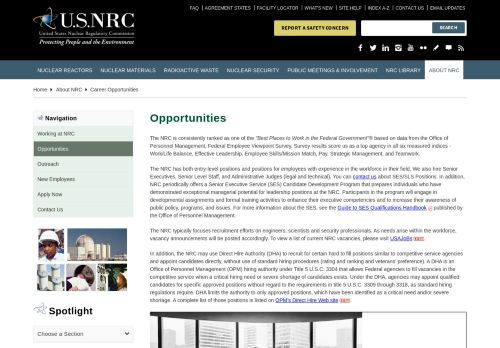 FAQ | AGREEMENT STATES | FACILITY LOCATOR | WHAT'S NEW | SITE HELP | INDEX A-Z | CONTACT US | EMAIL UPDATES
U.S.NRC
United States Nuclear Regulatory Commission
Protecting People and the Environment
REPORT A SAFETY CONCERN
SEARCH
NUCLEAR REACTORS
NUCLEAR MATERIALS
RADIOACTIVE WASTE
NUCLEAR SECURITY
PUBLIC MEETINGS & INVOLVEMENT
NRC LIBRARY
ABOUT NRC
Home
About NRC
Career Opportunities
Navigation
Working at NRC
Opportunities
Outreach
New Employees
Apply Now
Contact Us
Spotlight
Choose a Section
Opportunities
The NRC is consistently ranked as one of the "Best Places to Work in the Federal Government"® based on data from the Office of
Personnel Management, Federal Employee Viewpoint Survey. Survey results score us as a top agency in all six measured indices -
Work/Life Balance, Effective Leadership, Employee Skills/Mission Match, Pay, Strategic Management, and Teamwork.
The NRC has both entry-level positions and positions for employees with experience in the workforce in their field. We also hire Senior
Executives, Senior Level Staff, and Administrative Judges (legal and technical). You can contact us about SES/SLS Positions. In addition,
NRC periodically offers a Senior Executive Service (SES) Candidate Development Program that prepares individuals who have
demonstrated exceptional managerial potential for leadership positions at the NRC. Participants in the program will engage in
developmental assignments and formal training activities to enhance their executive competencies and to increase their awareness of
public policy, programs, and issues. For more information about the SES, see the Guide to SES Qualifications Handbook published by
the Office of Personnel Management.
The NRC typically focuses recruitment efforts on engineers, scientists and security professionals. As needs arise within the workforce,
vacancy announcements will be posted accordingly. To view a list of current NRC vacancies, please visit USAJobs EXIT.
In addition, the NRC may use Direct Hire Authority (DHA) to recruit for certain hard to fill positions similar to competitive service agencies
and appoint candidates directly, without use of standard hiring procedures (rating and ranking and veterans' preference). A DHA is an
Office of Personnel Management (OPM) hiring authority under Title 5 U.S.C. 3304 that allows Federal agencies to fill vacancies in the
competitive service when a critical hiring need or severe shortage of candidates exists. Under the DHA, agencies may appoint qualified
candidates for specific approved positions without regard to the requirements in title 5 U.S.C. 3309 through 3318, as standard hiring
regulations require. DHA limits the authority to only approved positions, which have been identified as a critical need and/or severe
shortage. A complete list of those positions is listed on OPM's Direct Hire Web site EXIT.